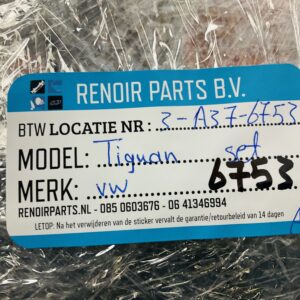 RENOIR PARTS B.V.
BTW LOCATIE NR : 3-A37-6753
MODEL: Tiguan set
MERK: VW 6753
RENOIRPARTS.NL - 085 0603676 - 06 41346994
LETOP: Na het verwijderen van de sticker vervalt de garantie/retourbeleid van 14 dagen